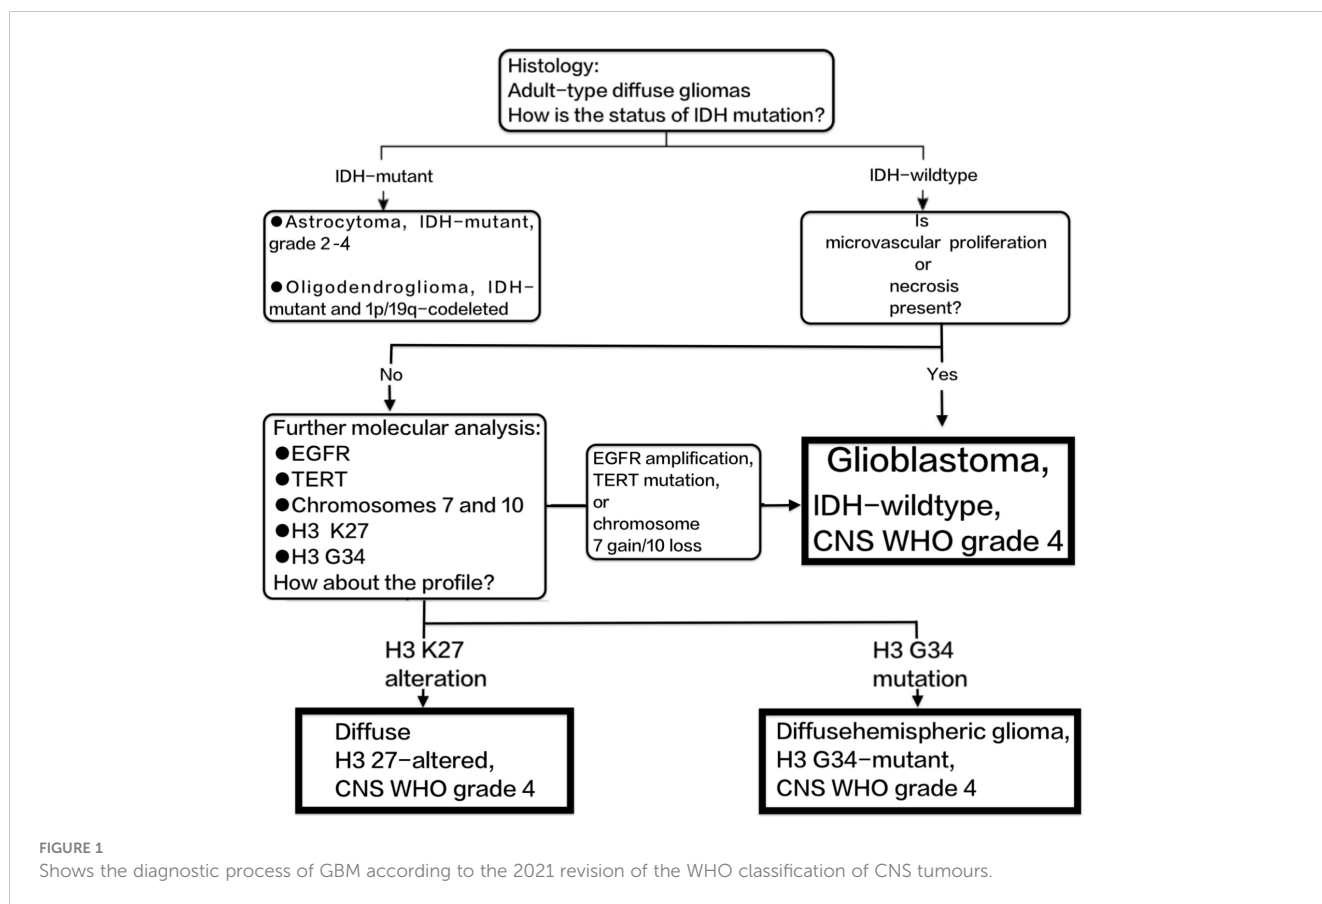 Histology:
Adult-type diffuse gliomas
How is the status of IDH mutation?
IDH-mutant
IDH-wildtype
●Astrocytoma, IDH-mutant,
grade 2-4
●Oligodendroglioma, IDH-
mutant and 1p/19q-codeleted
Is
microvascular proliferation
or
necrosis
present?
No
Yes
Further molecular analysis:
●EGFR
●TERT
●Chromosomes 7 and 10
●H3 K27
●H3 G34
How about the profile?
EGFR amplification,
TERT mutation,
or
chromosome
7 gain/10 loss
Glioblastoma,
IDH-wildtype,
CNS WHO grade 4
H3 K27
alteration
H3 G34
mutation
Diffuse
H3 27-altered,
CNS WHO grade 4
Diffusehemispheric glioma,
H3 G34-mutant,
CNS WHO grade 4
FIGURE 1
Shows the diagnostic process of GBM according to the 2021 revision of the WHO classification of CNS tumours.